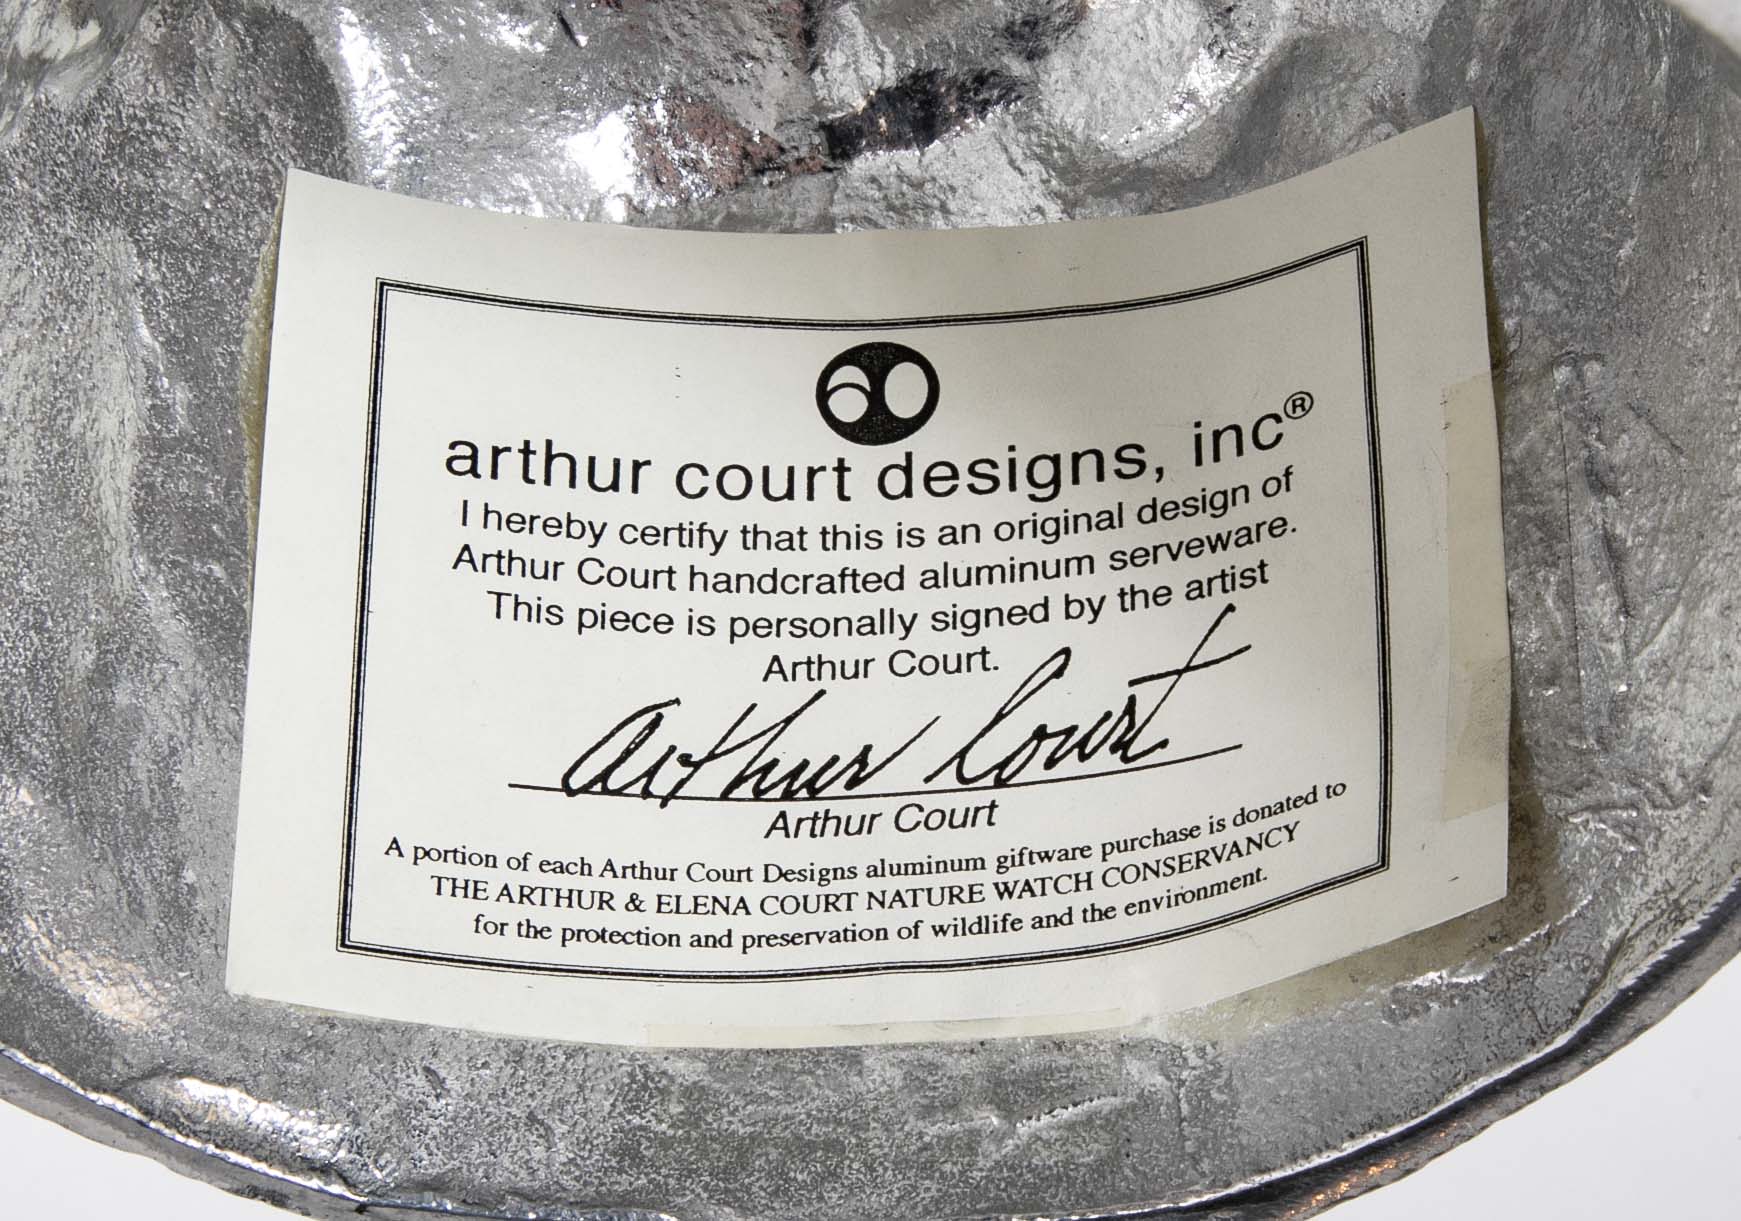 arthur court designs, inc®
I hereby certify that this is an original design of
Arthur Court handcrafted aluminum serveware.
This piece is personally signed by the artist
Arthur Court.
Arthur Court
Arthur Court
A portion of each Arthur Court Designs aluminum giftware purchase is donated to
THE ARTHUR & ELENA COURT NATURE WATCH CONSERVANCY
for the protection and preservation of wildlife and the environment.